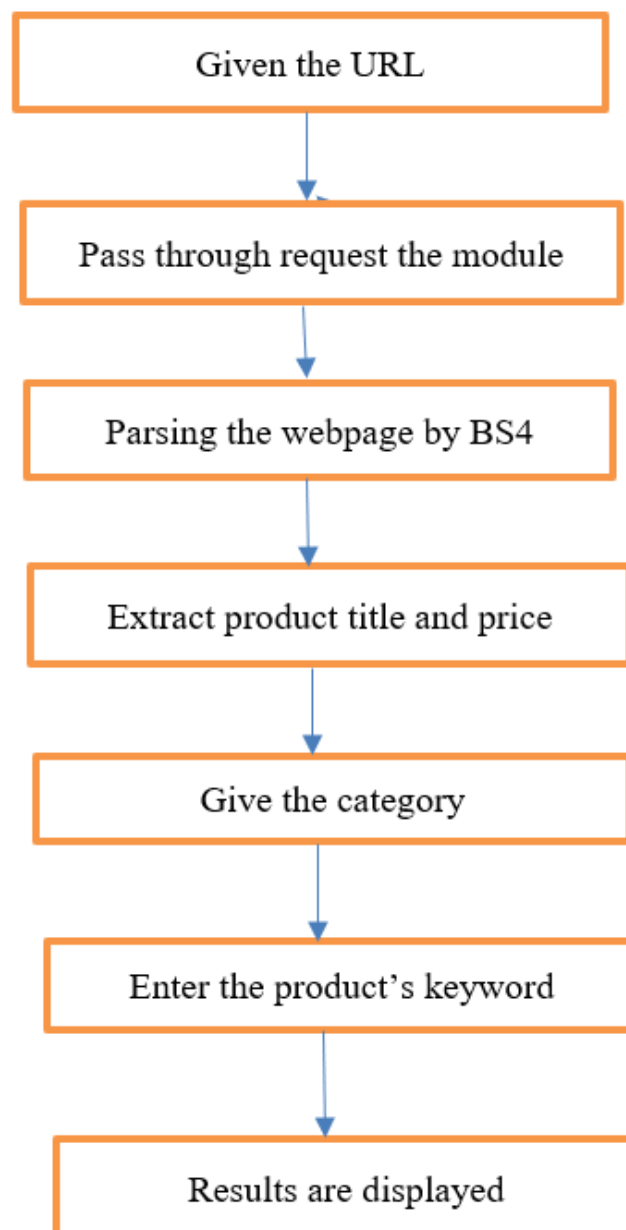 Given the URL
Pass through request the module
Parsing the webpage by BS4
Extract product title and price
Give the category
Enter the product’s keyword
Results are displayed